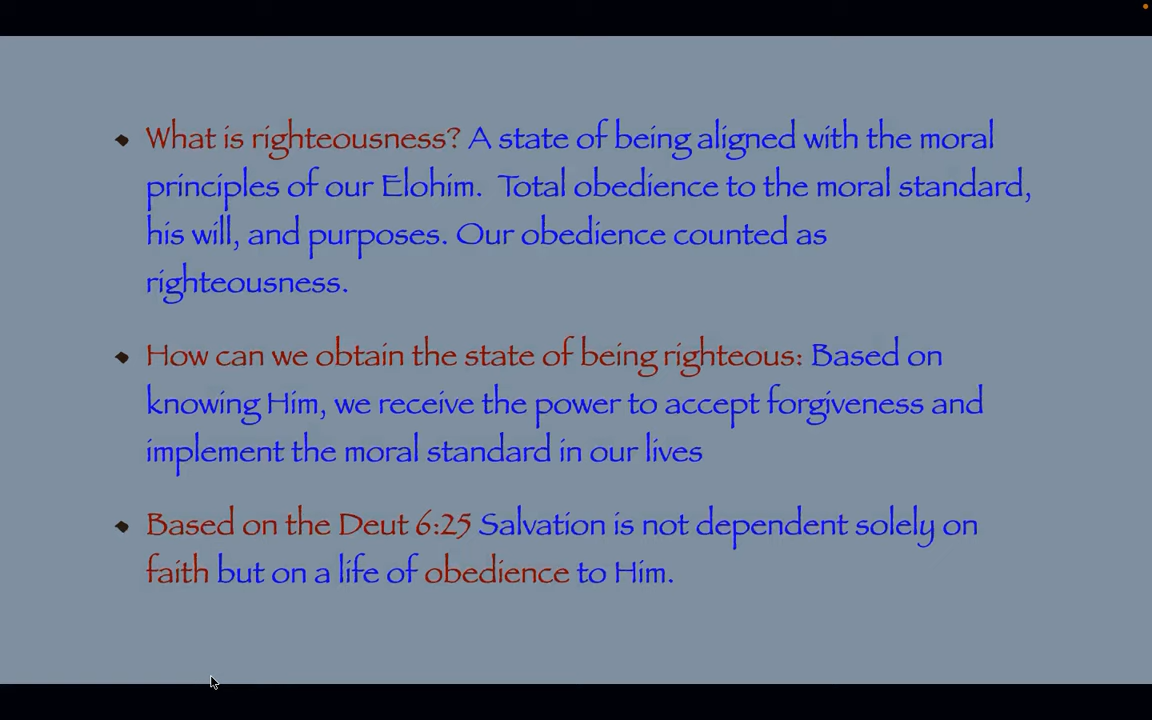 What is righteousness? A state of being aligned with the moral
principles of our Elohim.  Total obedience to the moral standard,
his will, and purposes. Our obedience counted as
righteousness.
How can we obtain the state of being righteous: Based on
knowing Him, we receive the power to accept forgiveness and
implement the moral standard in our lives
Based on the Deut 6:25 Salvation is not dependent solely on
faith but on a life of obedience to Him.